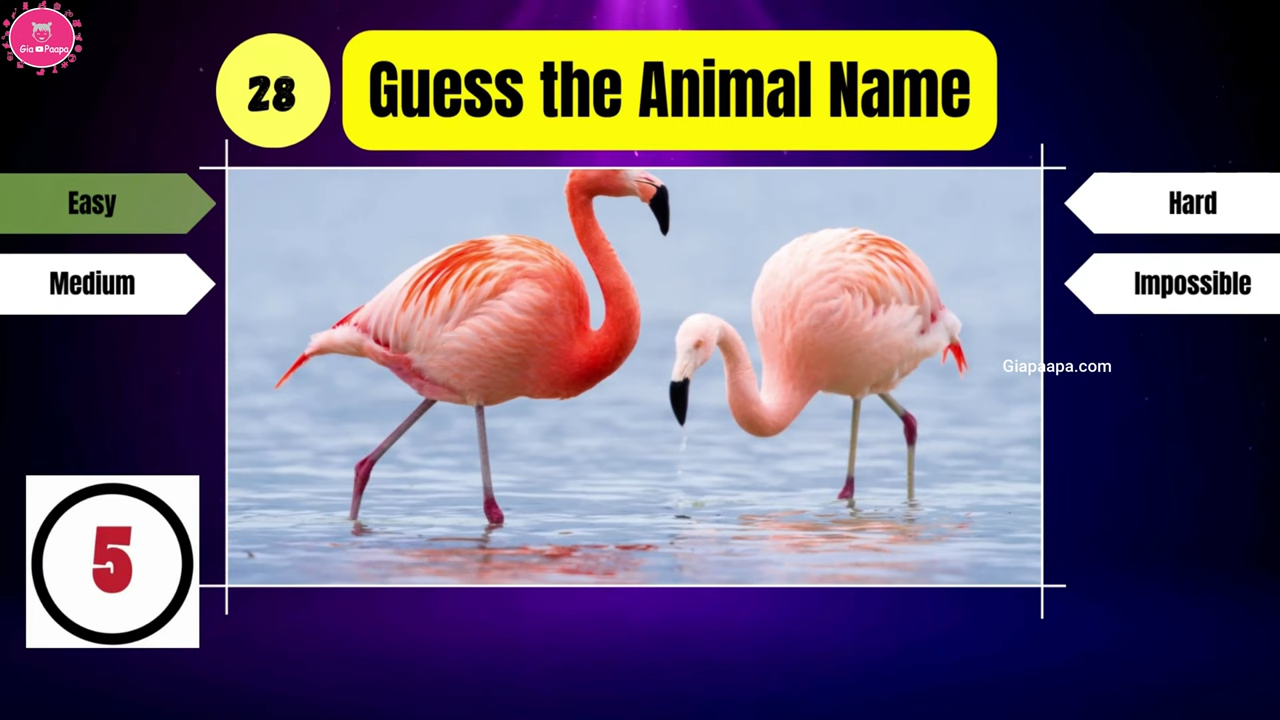 Gia Paapa
28
Guess the Animal Name
Easy
Hard
Medium
Impossible
Giapaapa.com
5